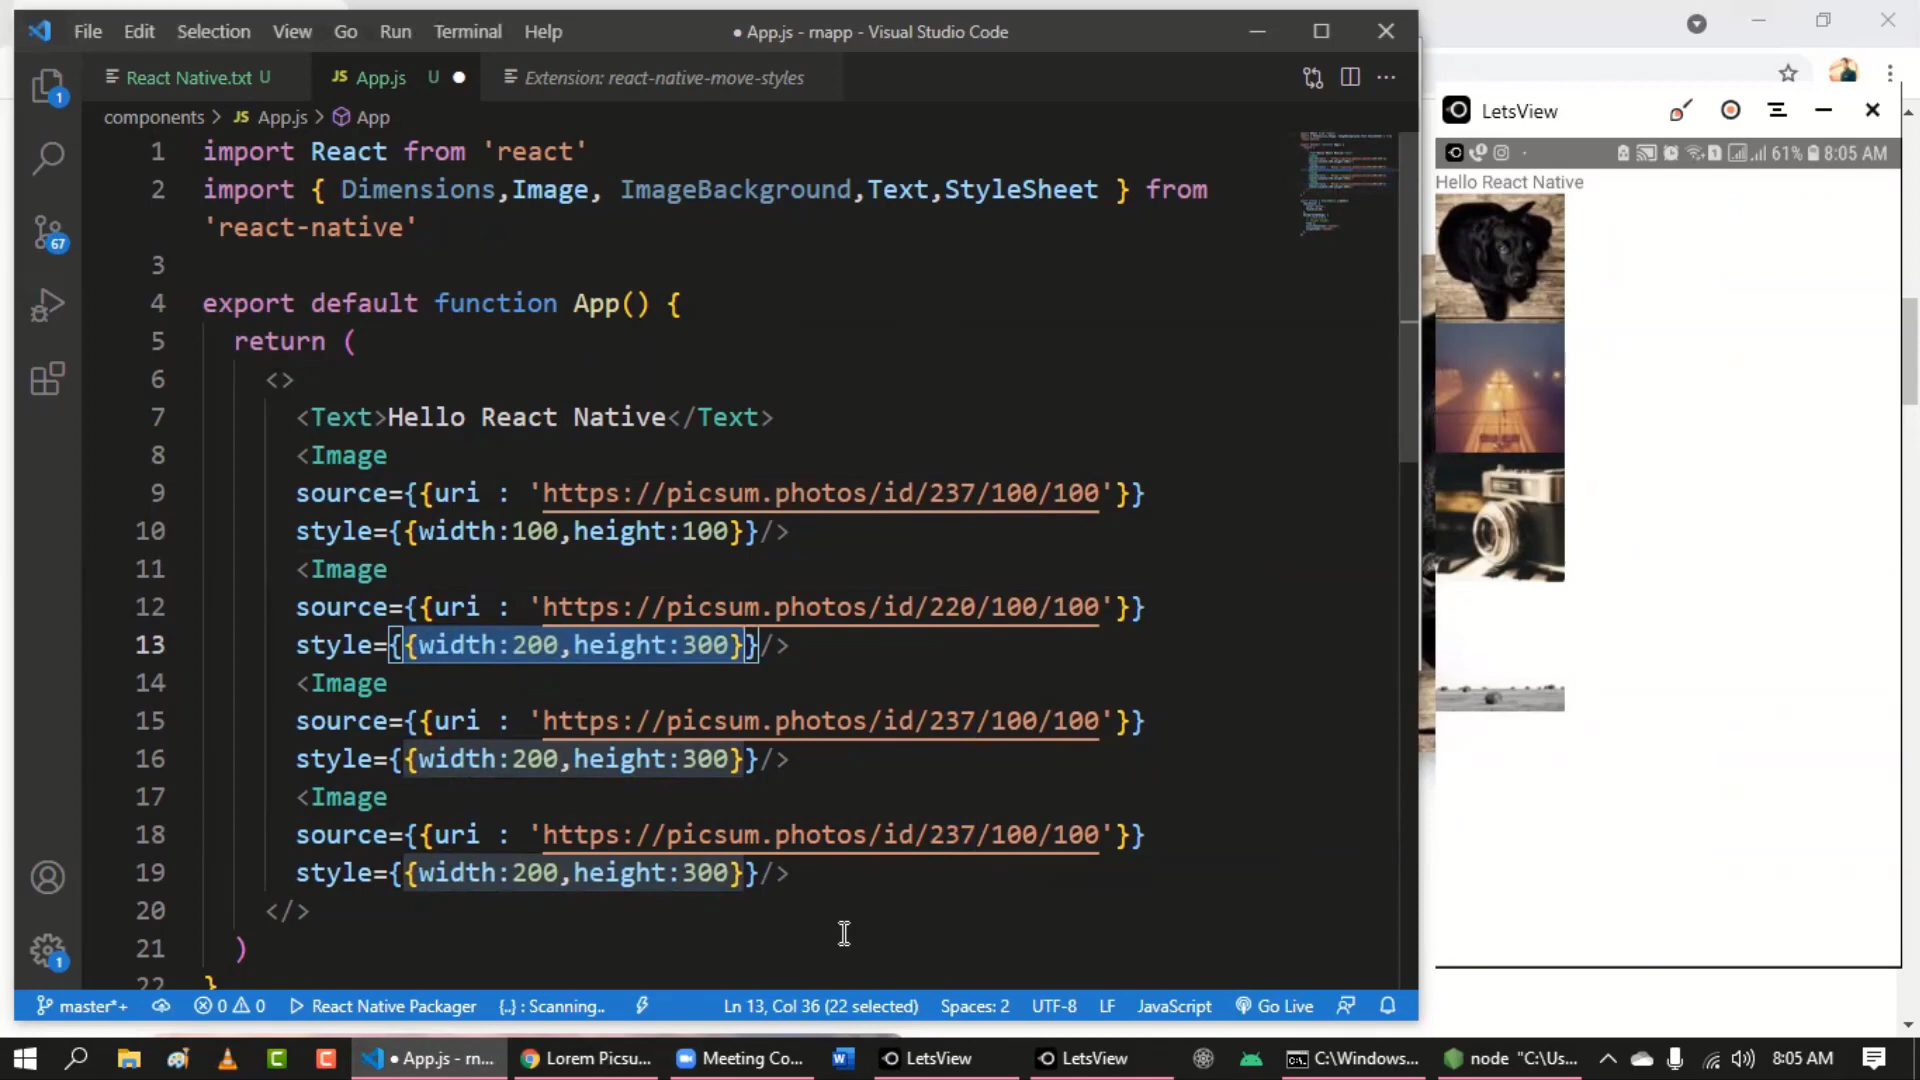 File Edit Selection View Go Run Terminal Help
● App.js - rnapp - Visual Studio Code
React Native.txt U
JS App.js U ●
Extension: react-native-move-styles
components > JS App.js > App
1 import React from 'react'
2 import { Dimensions,Image, ImageBackground,Text,StyleSheet } from
'react-native'
3
4 export default function App() {
5 return (
6 <>
7 <Text>Hello React Native</Text>
8 <Image
9 source={{uri : 'https://picsum.photos/id/237/100/100'}}
10 style={{width:100,height:100}}/>
11 <Image
12 source={{uri : 'https://picsum.photos/id/220/100/100'}}
13 style={{width:200,height:300}}/>
14 <Image
15 source={{uri : 'https://picsum.photos/id/237/100/100'}}
16 style={{width:200,height:300}}/>
17 <Image
18 source={{uri : 'https://picsum.photos/id/237/100/100'}}
19 style={{width:200,height:300}}/>
20 </>
21 )
22 }
1
67
1
master*+
0 0
React Native Packager
{..} : Scanning..
Ln 13, Col 36 (22 selected)
Spaces: 2
UTF-8
LF
JavaScript
Go Live
LetsView
61% 8:05 AM
Hello React Native
● App.js - rn...
Lorem Picsu...
Meeting Co...
LetsView
LetsView
C:\Windows...
node "C:\Us...
8:05 AM